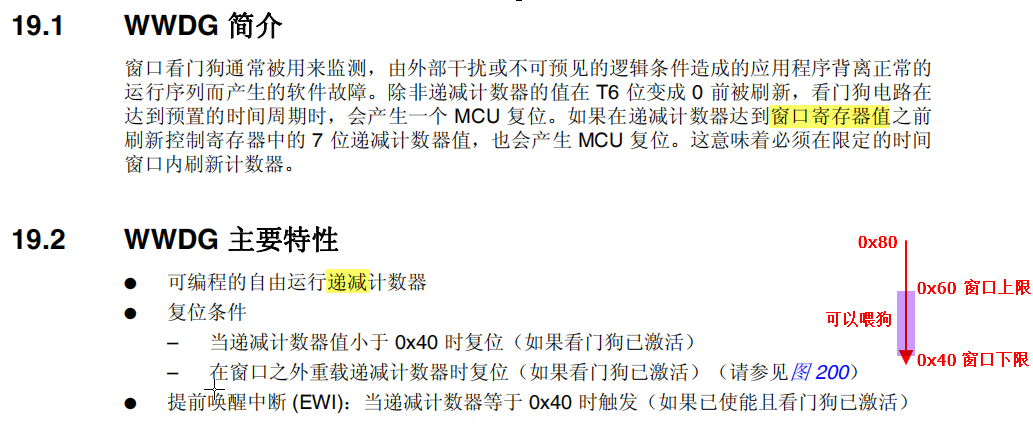 19.1 WWDG 简介
窗口看门狗通常被用来监测，由外部干扰或不可预见的逻辑条件造成的应用程序背离正常的
运行序列而产生的软件故障。除非递减计数器的值在 T6 位变成 0 前被刷新，看门狗电路在
达到预置的时间周期时，会产生一个 MCU 复位。如果在递减计数器达到窗口寄存器值之前
刷新控制寄存器中的 7 位递减计数器值，也会产生 MCU 复位。这意味着必须在限定的时间
窗口内刷新计数器。
19.2 WWDG 主要特性
● 可编程的自由运行递减计数器
● 复位条件
– 当递减计数器值小于 0x40 时复位（如果看门狗已激活）
– 在窗口之外重载递减计数器时复位（如果看门狗已激活）（请参见图 200）
● 提前唤醒中断 (EWI)：当递减计数器等于 0x40 时触发（如果已使能且看门狗已激活）
0x80
0x60 窗口上限
可以喂狗
0x40 窗口下限